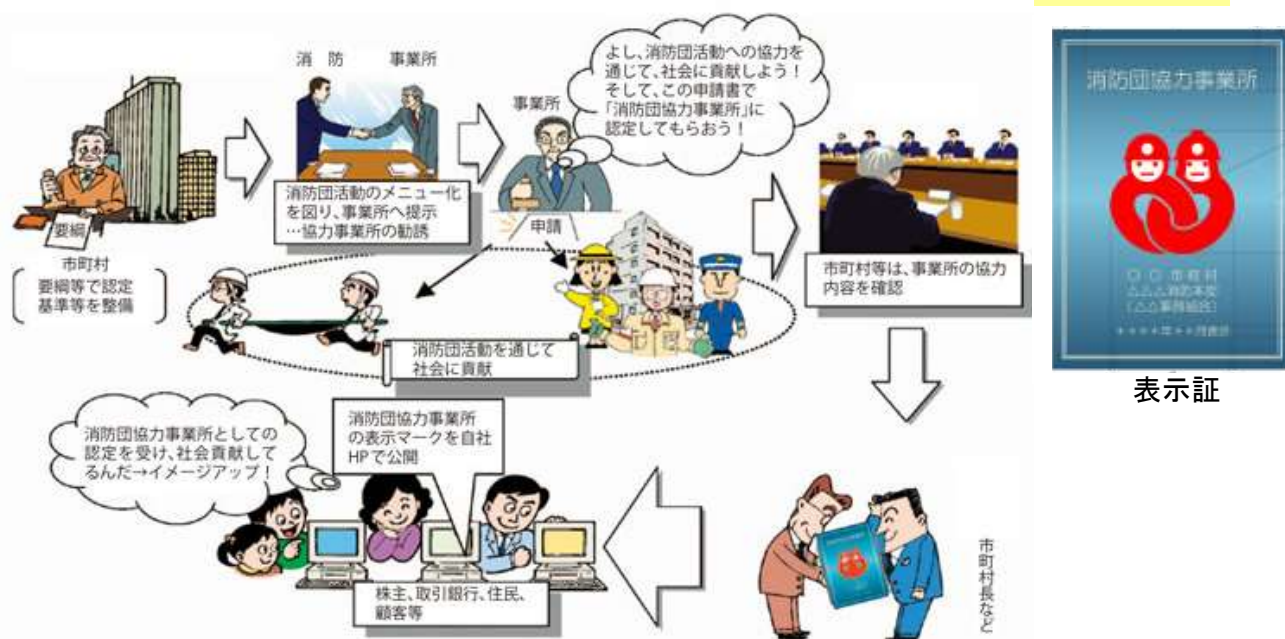 要綱
市町村
要綱等で認定
基準等を整備
消 防　事業所
消防団活動のメニュー化
を図り、事業所へ提示
…協力事業所の勧誘
事業所
よし、消防団活動への協力を
通じて、社会に貢献しよう！
そして、この申請書で
「消防団協力事業所」に
認定してもらおう！
申請
消防団活動を通じて
社会に貢献
市町村等は、事業所の協力
内容を確認
市町村長など
消防団協力事業所
の表示マークを自社
HPで公開
消防団協力事業所としての
認定を受け、社会貢献して
るんだ→イメージアップ！
株主、取引銀行、住民、
顧客等
消防団協力事業所
○ ○ 市 町 村
△△△消防本部
表示証